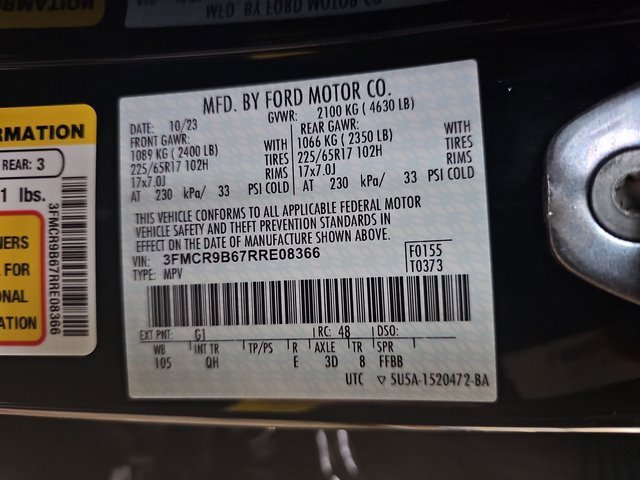 MFD. BY FORD MOTOR CO.
DATE: 10/23 GVWR: 2100 KG ( 4630 LB)
FRONT GAWR: REAR GAWR:
1089 KG ( 2400 LB) WITH 1066 KG ( 2350 LB) WITH
225/65R17 102H TIRES 225/65R17 102H TIRES
17x7.0J RIMS 17x7.0J RIMS
AT 230 kPa/ 33 PSI COLD AT 230 kPa/ 33 PSI COLD
THIS VEHICLE CONFORMS TO ALL APPLICABLE FEDERAL MOTOR
VEHICLE SAFETY AND THEFT PREVENTION STANDARDS IN
EFFECT ON THE DATE OF MANUFACTURE SHOWN ABOVE.
VIN: 3FMCR9B67RRE08366 F0155
TYPE: MPV T0373
EXT PNT: G1 RC: 48 DSO:
WB INT TR TP/PS R AXLE TR SPR
105 QH E 3D 8 FFBB
UTC ▽ 5U5A-1520472-BA
RMATION
REAR: 3
1 lbs.
NERS
FOR
ONAL
ATION
3FMCR9B67RRE08366